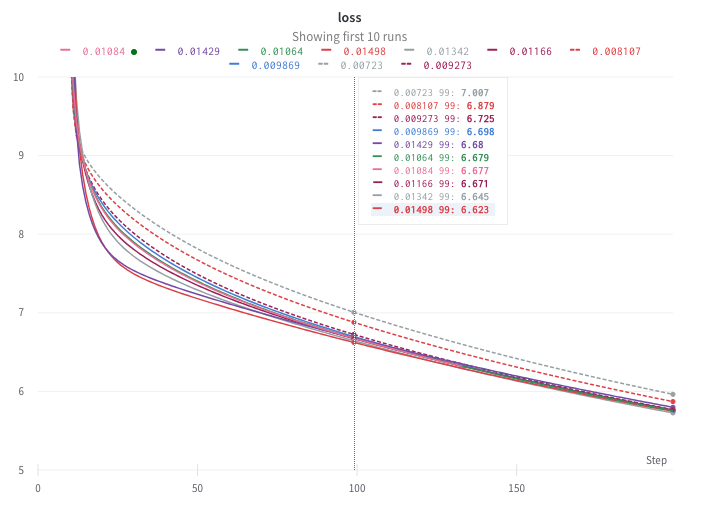 loss
Showing first 10 runs
0.01084 0.01429 0.01064 0.01498 0.01342 0.01166 0.008107
0.009869 0.00723 0.009273
10
0.00723 99: 7.007
0.008107 99: 6.879
0.009273 99: 6.725
0.009869 99: 6.698
0.01429 99: 6.68
0.01064 99: 6.679
0.01084 99: 6.677
0.01166 99: 6.671
0.01342 99: 6.645
0.01498 99: 6.623
9
8
7
6
5
Step
0 50 100 150